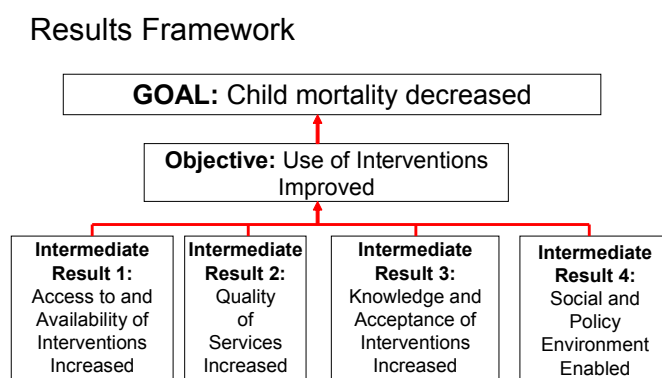 Results Framework
GOAL: Child mortality decreased
Objective: Use of Interventions
Improved
Intermediate
Result 1:
Access to and
Availability of
Interventions
Increased
Intermediate
Result 2:
Quality
of
Services
Increased
Intermediate
Result 3:
Knowledge and
Acceptance of
Interventions
Increased
Intermediate
Result 4:
Social and
Policy
Environment
Enabled